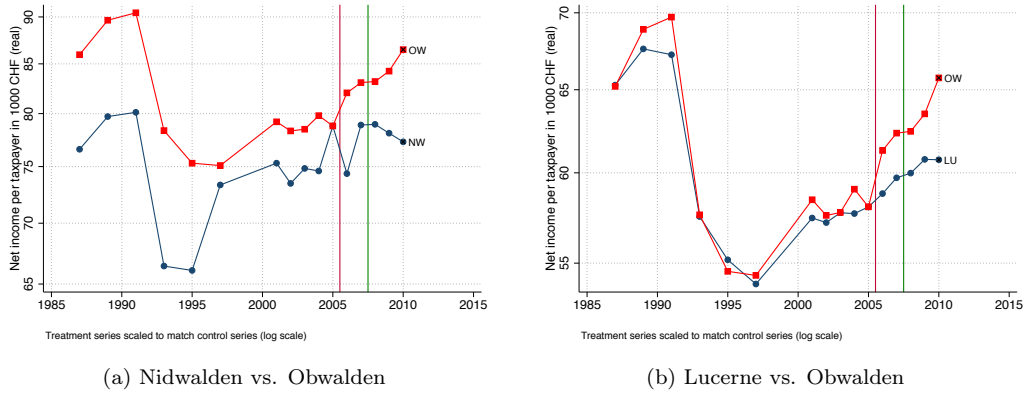 Net income per taxpayer in 1000 CHF (real)
90
85
80
75
70
65
OW
NW
1985 1990 1995 2000 2005 2010 2015
Treatment series scaled to match control series (log scale)
(a) Nidwalden vs. Obwalden
Net income per taxpayer in 1000 CHF (real)
70
65
60
55
OW
LU
1985 1990 1995 2000 2005 2010 2015
Treatment series scaled to match control series (log scale)
(b) Lucerne vs. Obwalden